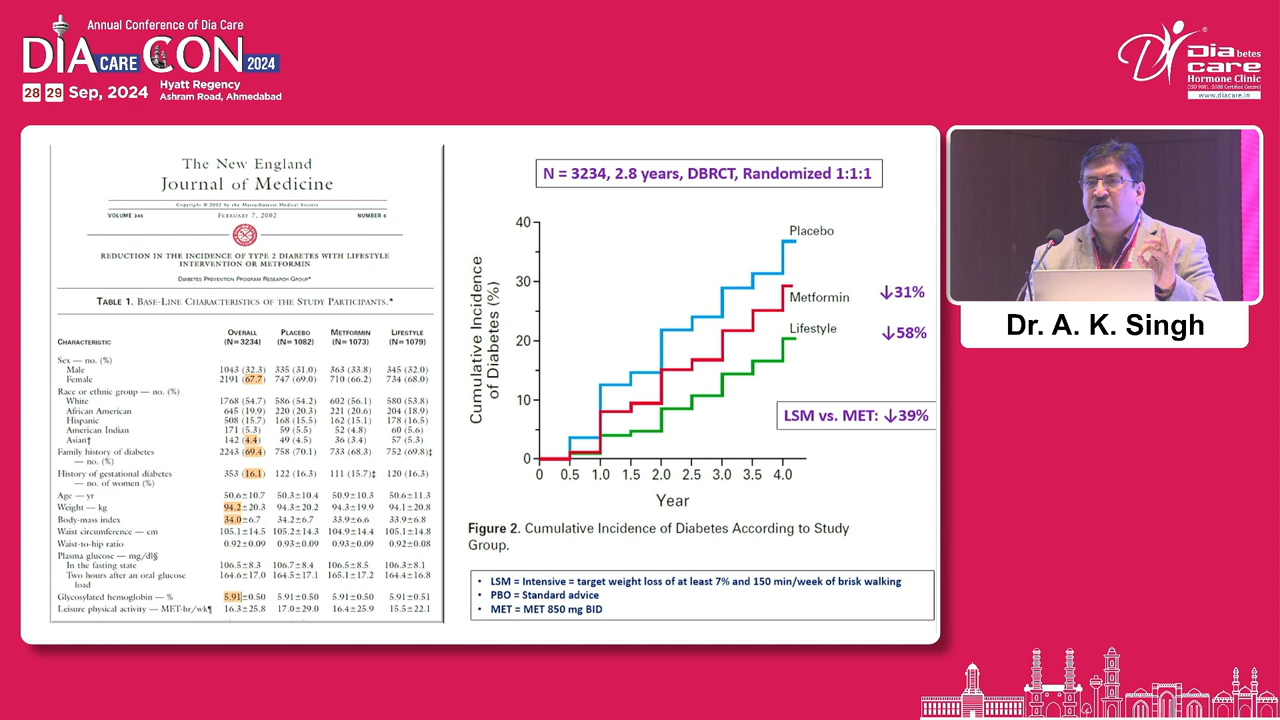 Annual Conference of Dia Care
DIA CARE CON 2024
28 29 Sep, 2024
Hyatt Regency
Ashram Road, Ahmedabad
Diabetes
care
Hormone Clinic
(ISO 9001:2008 Certified Centre)
www.diacare.in
The New England
Journal of Medicine
Copyright © 2002 by the Massachusetts Medical Society
VOLUME 346 FEBRUARY 7, 2002 NUMBER 6
REDUCTION IN THE INCIDENCE OF TYPE 2 DIABETES WITH LIFESTYLE
INTERVENTION OR METFORMIN
DIABETES PREVENTION PROGRAM RESEARCH GROUP*
TABLE 1. BASE-LINE CHARACTERISTICS OF THE STUDY PARTICIPANTS.*
CHARACTERISTIC OVERALL (N=3234) PLACEBO (N=1082) METFORMIN (N=1073) LIFESTYLE (N=1079)
Sex — no. (%)
Male 1043 (32.3) 335 (31.0) 363 (33.8) 345 (32.0)
Female 2191 (67.7) 747 (69.0) 710 (66.2) 734 (68.0)
Race or ethnic group — no. (%)
White 1768 (54.7) 586 (54.2) 602 (56.1) 580 (53.8)
African American 645 (19.9) 220 (20.3) 221 (20.6) 204 (18.9)
Hispanic 508 (15.7) 168 (15.5) 162 (15.1) 178 (16.5)
American Indian 171 (5.3) 59 (5.5) 52 (4.8) 60 (5.6)
Asian† 142 (4.4) 49 (4.5) 36 (3.4) 57 (5.3)
Family history of diabetes 2243 (69.4) 758 (70.1) 733 (68.3) 752 (69.8)‡
— no. (%)
History of gestational diabetes 353 (16.1) 122 (16.3) 111 (15.7)‡ 120 (16.3)
— no. of women (%)
Age — yr 50.6±10.7 50.3±10.4 50.9±10.3 50.6±11.3
Weight — kg 94.2±20.3 94.3±20.2 94.3±19.9 94.1±20.8
Body-mass index 34.0±6.7 34.2±6.7 33.9±6.6 33.9±6.8
Waist circumference — cm 105.1±14.5 105.2±14.3 104.9±14.4 105.1±14.8
Waist-to-hip ratio 0.92±0.09 0.93±0.09 0.93±0.09 0.92±0.08
Plasma glucose — mg/dl§
In the fasting state 106.5±8.3 106.7±8.4 106.5±8.5 106.3±8.1
Two hours after an oral glucose 164.6±17.0 164.5±17.1 165.1±17.2 164.4±16.8
load
Glycosylated hemoglobin — % 5.91±0.50 5.91±0.50 5.91±0.50 5.91±0.51
Leisure physical activity — MET-hr/wk¶ 16.3±25.8 17.0±29.0 16.4±25.9 15.5±22.1
N = 3234, 2.8 years, DBRCT, Randomized 1:1:1
Cumulative Incidence
of Diabetes (%)
40
30
20
10
0
0 0.5 1.0 1.5 2.0 2.5 3.0 3.5 4.0
Year
Placebo
Metformin ↓31%
Lifestyle ↓58%
LSM vs. MET: ↓39%
Figure 2. Cumulative Incidence of Diabetes According to Study
Group.
• LSM = Intensive = target weight loss of at least 7% and 150 min/week of brisk walking
• PBO = Standard advice
• MET = MET 850 mg BID
Dr. A. K. Singh